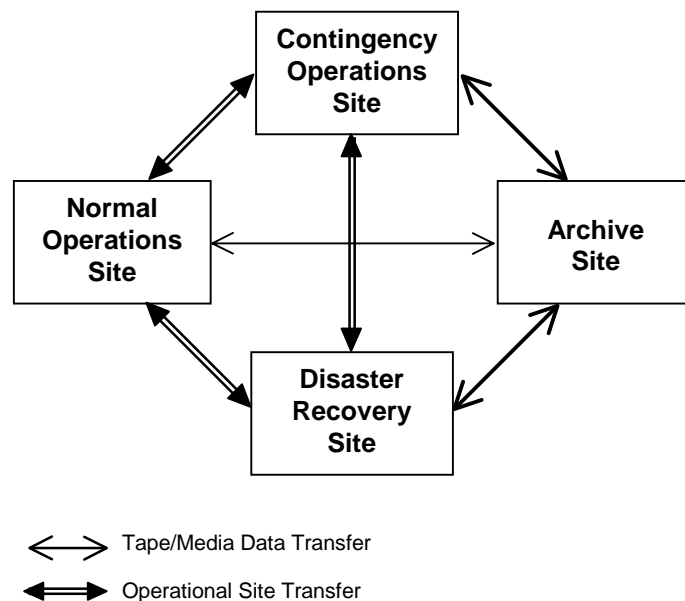 Contingency
Operations
Site
Normal
Operations
Site
Archive
Site
Disaster
Recovery
Site
Tape/Media Data Transfer
Operational Site Transfer